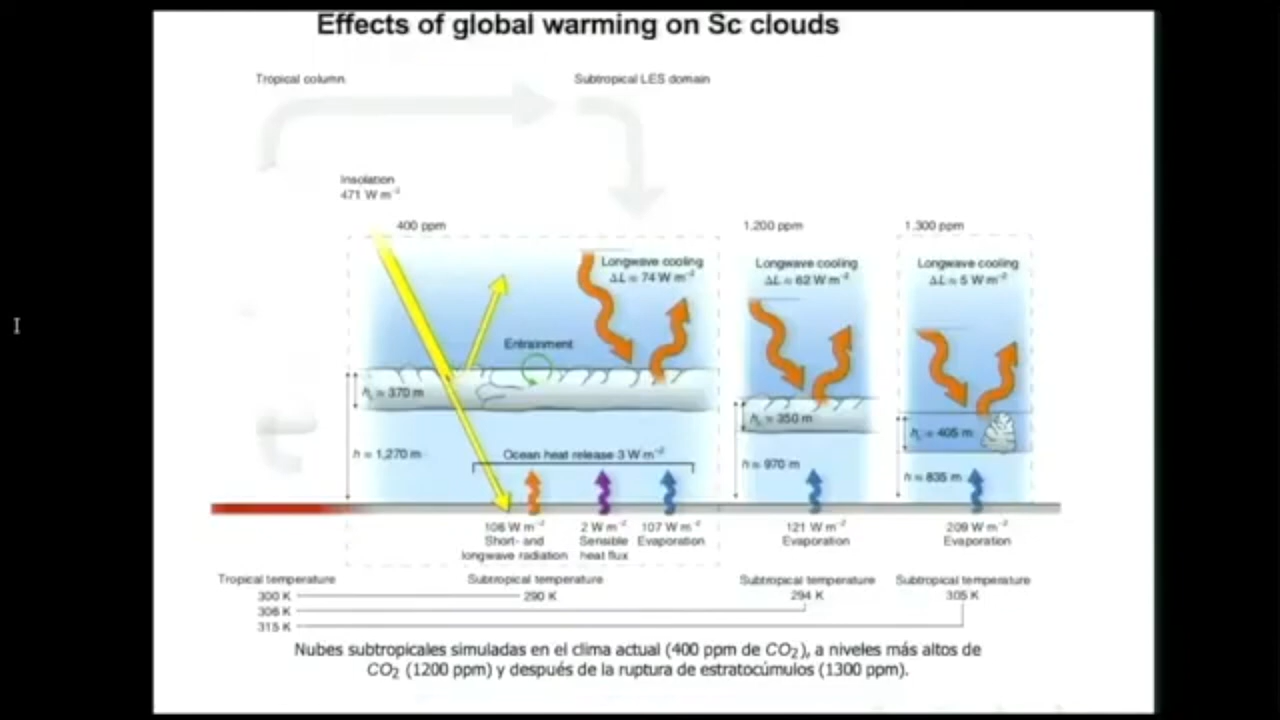 Effects of global warming on Sc clouds
Tropical column
Subtropical LES domain
Insolation
471 W m⁻²
400 ppm
1.200 ppm
1.300 ppm
Longwave cooling
ΔL ≈ 74 W m⁻²
Longwave cooling
ΔL ≈ 62 W m⁻²
Longwave cooling
ΔL ≈ 5 W m⁻²
Entrainment
h꜀ ≈ 370 m
h꜀ ≈ 350 m
h꜀ ≈ 405 m
h ≈ 1,270 m
h ≈ 970 m
h ≈ 835 m
Ocean heat release 3 W m⁻²
106 W m⁻²
Short- and
longwave radiation
2 W m⁻²
Sensible
heat flux
107 W m⁻²
Evaporation
121 W m⁻²
Evaporation
209 W m⁻²
Evaporation
Tropical temperature
Subtropical temperature
Subtropical temperature
Subtropical temperature
300 K
290 K
294 K
305 K
306 K
315 K
Nubes subtropicales simuladas en el clima actual (400 ppm de CO₂), a niveles más altos de
CO₂ (1200 ppm) y después de la ruptura de estratocúmulos (1300 ppm).